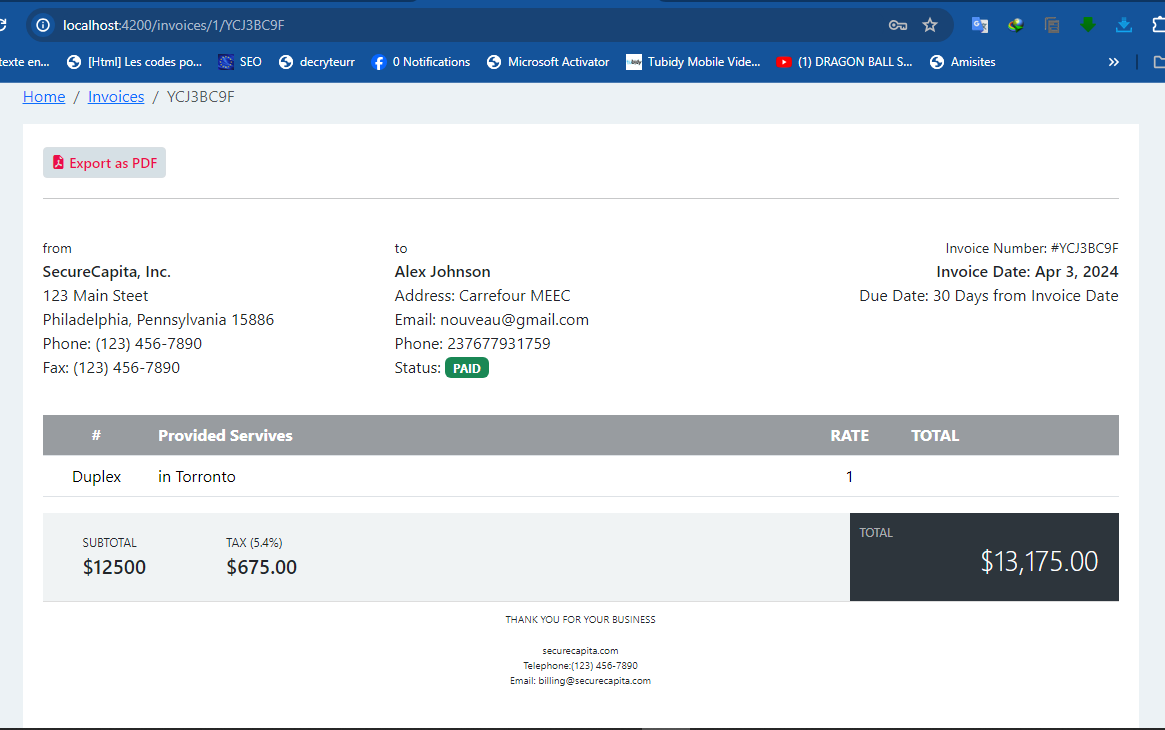 localhost:4200/invoices/1/YCJ3BC9F
texte en... [Html] Les codes po... SEO decryteurr 0 Notifications Microsoft Activator Tubidy Mobile Vide... (1) DRAGON BALL S... Amisites »
Home / Invoices / YCJ3BC9F
Export as PDF
from
SecureCapita, Inc.
123 Main Steet
Philadelphia, Pennsylvania 15886
Phone: (123) 456-7890
Fax: (123) 456-7890
to
Alex Johnson
Address: Carrefour MEEC
Email: nouveau@gmail.com
Phone: 237677931759
Status: PAID
Invoice Number: #YCJ3BC9F
Invoice Date: Apr 3, 2024
Due Date: 30 Days from Invoice Date
# Provided Servives RATE TOTAL
Duplex in Torronto 1
SUBTOTAL
$12500
TAX (5.4%)
$675.00
TOTAL
$13,175.00
THANK YOU FOR YOUR BUSINESS
securecapita.com
Telephone:(123) 456-7890
Email: billing@securecapita.com